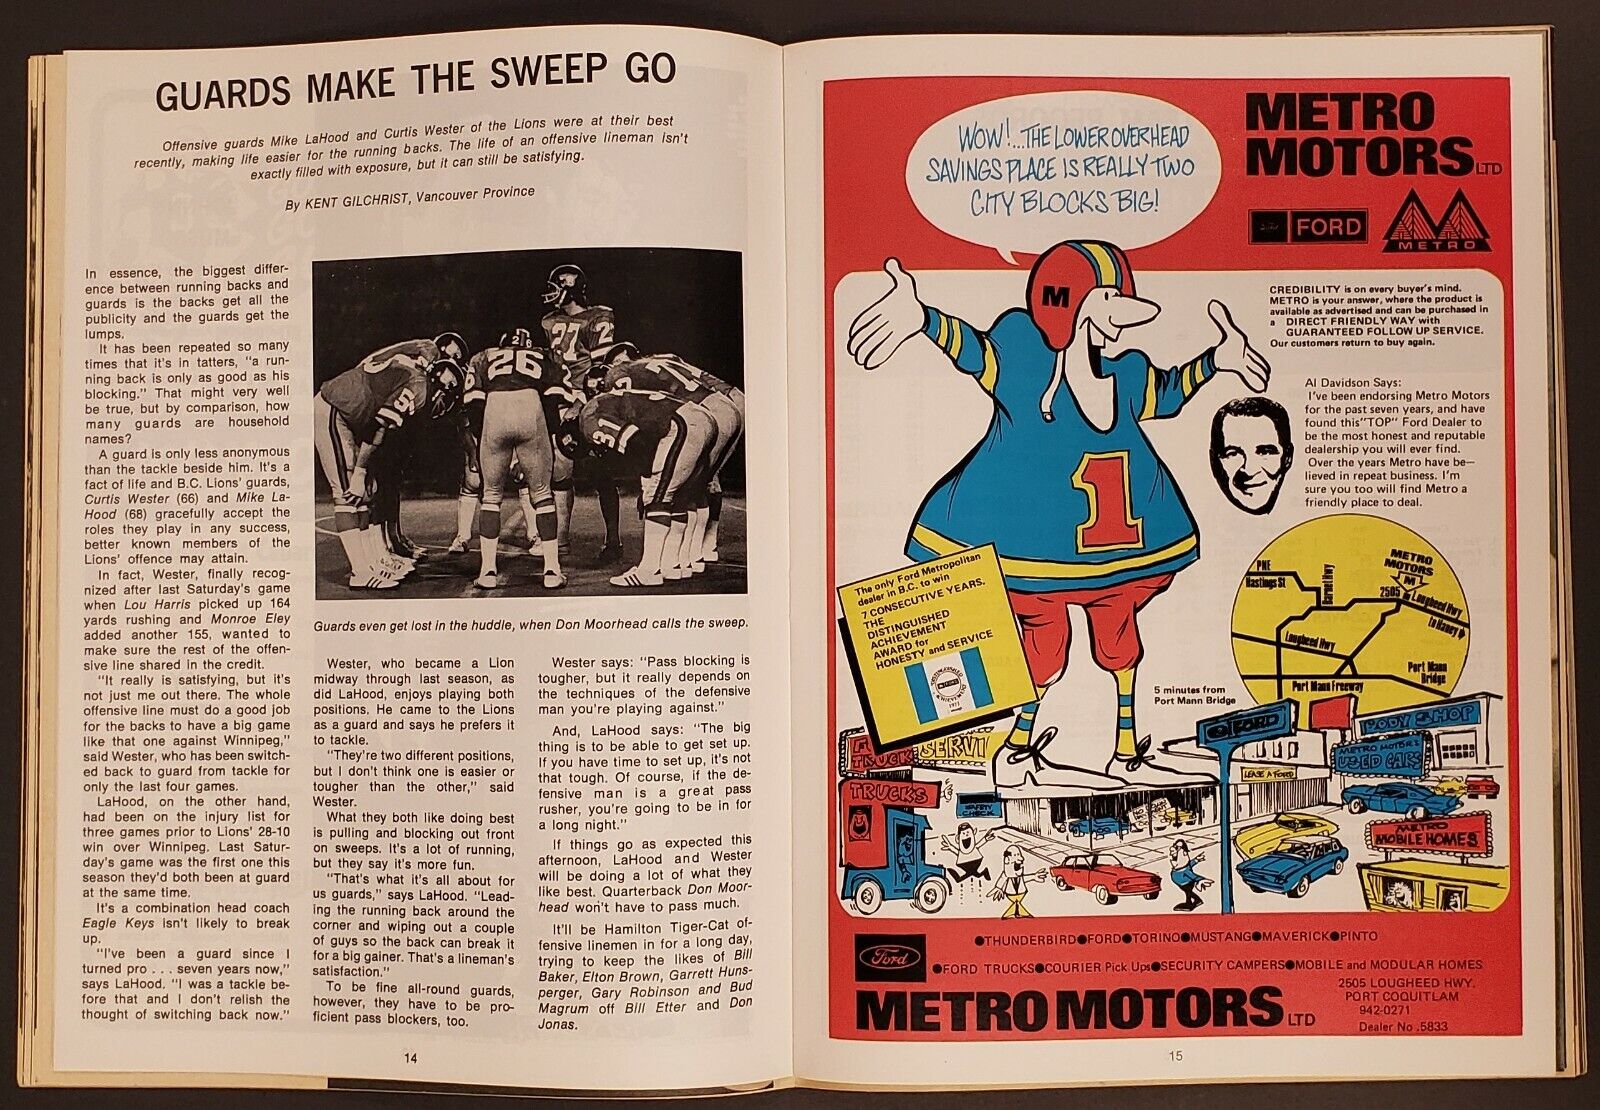 GUARDS MAKE THE SWEEP GO
Offensive guards Mike LaHood and Curtis Wester of the Lions were at their best
recently, making life easier for the running backs. The life of an offensive lineman isn't
exactly filled with exposure, but it can still be satisfying.
By KENT GILCHRIST, Vancouver Province
In essence, the biggest differ-
ence between running backs and
guards is the backs get all the
publicity and the guards get the
lumps.
It has been repeated so many
times that it's in tatters, "a run-
ning back is only as good as his
blocking." That might very well
be true, but by comparison, how
many guards are household
names?
A guard is only less anonymous
than the tackle beside him. It's a
fact of life and B.C. Lions' guards,
Curtis Wester (66) and Mike La-
Hood (68) gracefully accept the
roles they play in any success,
better known members of the
Lions' offence may attain.
In fact, Wester, finally recog-
nized after last Saturday's game
when Lou Harris picked up 164
yards rushing and Monroe Eley
added another 155, wanted to
make sure the rest of the offen-
sive line shared in the credit.
"It really is satisfying, but it's
not just me out there. The whole
offensive line must do a good job
for the backs to have a big game
like that one against Winnipeg,"
said Wester, who has been switch-
ed back to guard from tackle for
only the last four games.
LaHood, on the other hand,
had been on the injury list for
three games prior to Lions' 28-10
win over Winnipeg. Last Satur-
day's game was the first one this
season they'd both been at guard
at the same time.
It's a combination head coach
Eagle Keys isn't likely to break
up.
"I've been a guard since I
turned pro . . . seven years now,"
says LaHood. "I was a tackle be-
fore that and I don't relish the
thought of switching back now."
27 2
26
26
31
Guards even get lost in the huddle, when Don Moorhead calls the sweep.
Wester, who became a Lion
midway through last season, as
did LaHood, enjoys playing both
positions. He came to the Lions
as a guard and says he prefers it
to tackle.
"They're two different positions,
but I don't think one is easier or
tougher than the other," said
Wester.
What they both like doing best
is pulling and blocking out front
on sweeps. It's a lot of running,
but they say it's more fun.
"That's what it's all about for
us guards," says LaHood. "Lead-
ing the running back around the
corner and wiping out a couple
of guys so the back can break it
for a big gainer. That's a lineman's
satisfaction."
To be fine all-round guards,
however, they have to be pro-
ficient pass blockers, too.
Wester says: "Pass blocking is
tougher, but it really depends on
the techniques of the defensive
man you're playing against."
And, LaHood says: "The big
thing is to be able to get set up.
If you have time to set up, it's not
that tough. Of course, if the de-
fensive man is a great pass
rusher, you're going to be in for
a long night."
If things go as expected this
afternoon, LaHood and Wester
will be doing a lot of what they
like best. Quarterback Don Moor-
head won't have to pass much.
It'll be Hamilton Tiger-Cat of-
fensive linemen in for a long day,
trying to keep the likes of Bill
Baker, Elton Brown, Garrett Huns-
perger, Gary Robinson and Bud
Magrum off Bill Etter and Don
Jonas.
14
WOW!...THE LOWER OVERHEAD
SAVINGS PLACE IS REALLY TWO
CITY BLOCKS BIG!
METRO
MOTORS LTD
FORD
METRO
CREDIBILITY is on every buyer's mind.
METRO is your answer, where the product is
available as advertised and can be purchased in
a DIRECT FRIENDLY WAY with
GUARANTEED FOLLOW UP SERVICE.
Our customers return to buy again.
Al Davidson Says:
I've been endorsing Metro Motors
for the past seven years, and have
found this "TOP" Ford Dealer to
be the most honest and reputable
dealership you will ever find.
Over the years Metro have be-
lieved in repeat business. I'm
sure you too will find Metro a
friendly place to deal.
M
1
The only Ford Metropolitan
dealer in B.C. to win
7 CONSECUTIVE YEARS.
THE
DISTINGUISHED
ACHIEVEMENT
AWARD for
HONESTY and SERVICE
PNE
Hastings St
Barnet Hwy
METRO
MOTORS
M
2505 Lougheed Hwy
to Haney
Lougheed Hwy
Port Mann
Bridge
Port Mann Freeway
5 minutes from
Port Mann Bridge
TRUCK
SERVI
TRUCKS
SAFETY
CHECK
FORD
LEASE A FORD
BODY SHOP
METRO MOTORS
USED CARS
METRO
MOBILE HOMES
Ford
●THUNDERBIRD●FORD●TORINO●MUSTANG●MAVERICK●PINTO
●FORD TRUCKS●COURIER Pick Ups●SECURITY CAMPERS●MOBILE and MODULAR HOMES
METRO MOTORS LTD
2505 LOUGHEED HWY.
PORT COQUITLAM
942-0271
Dealer No .5833
15